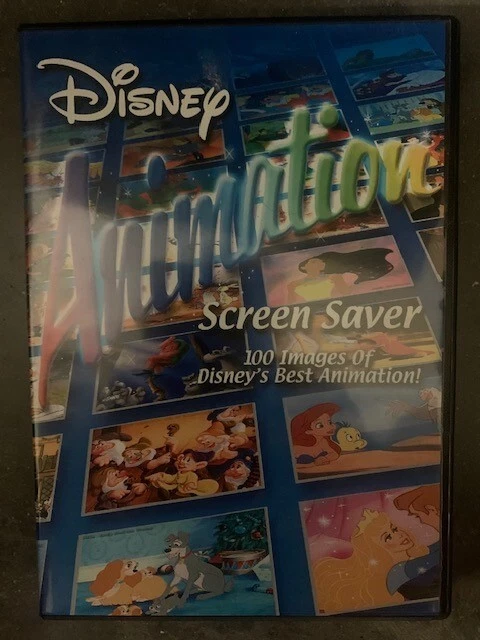 Disney
Animation
Screen Saver
100 Images Of
Disney's Best Animation!